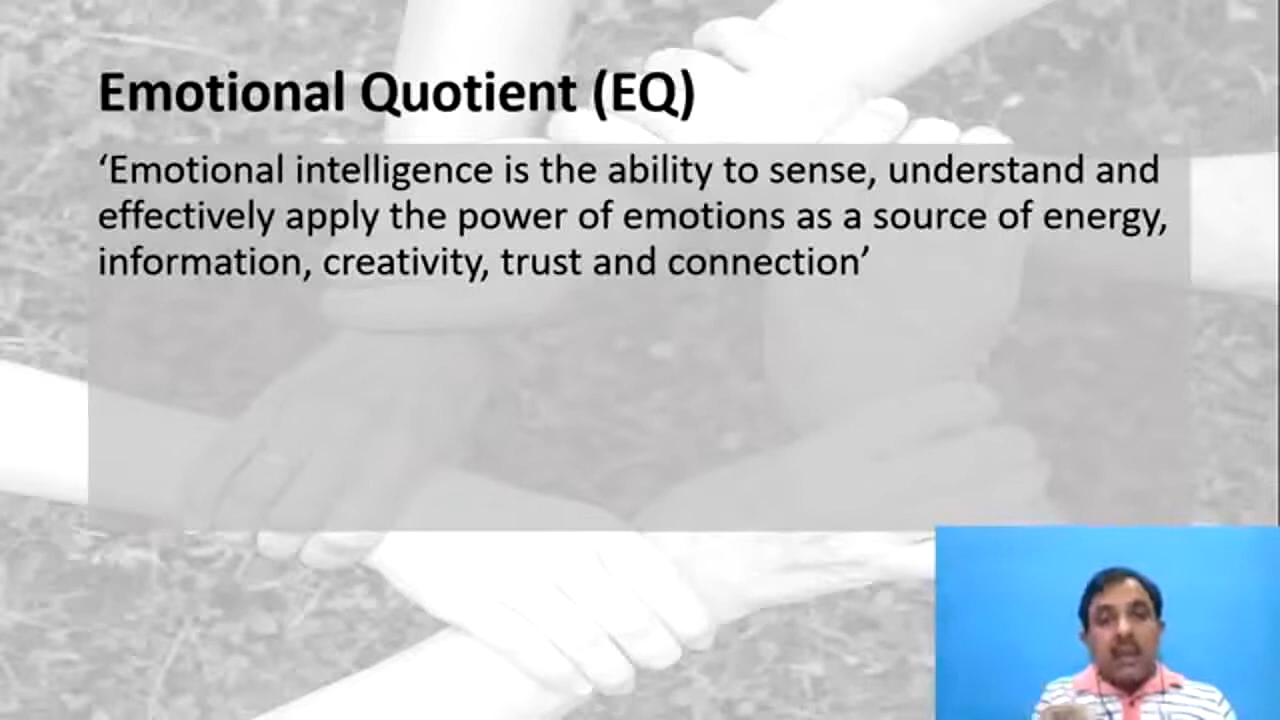 Emotional Quotient (EQ)
‘Emotional intelligence is the ability to sense, understand and
effectively apply the power of emotions as a source of energy,
information, creativity, trust and connection’